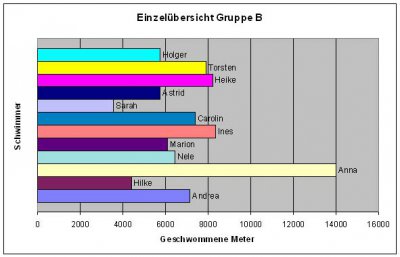 Einzelübersicht Gruppe B
Schwimmer
Holger
Torsten
Heike
Astrid
Sarah
Carolin
Ines
Marion
Nele
Anna
Hilke
Andrea
0 2000 4000 6000 8000 10000 12000 14000 16000
Geschwommene Meter